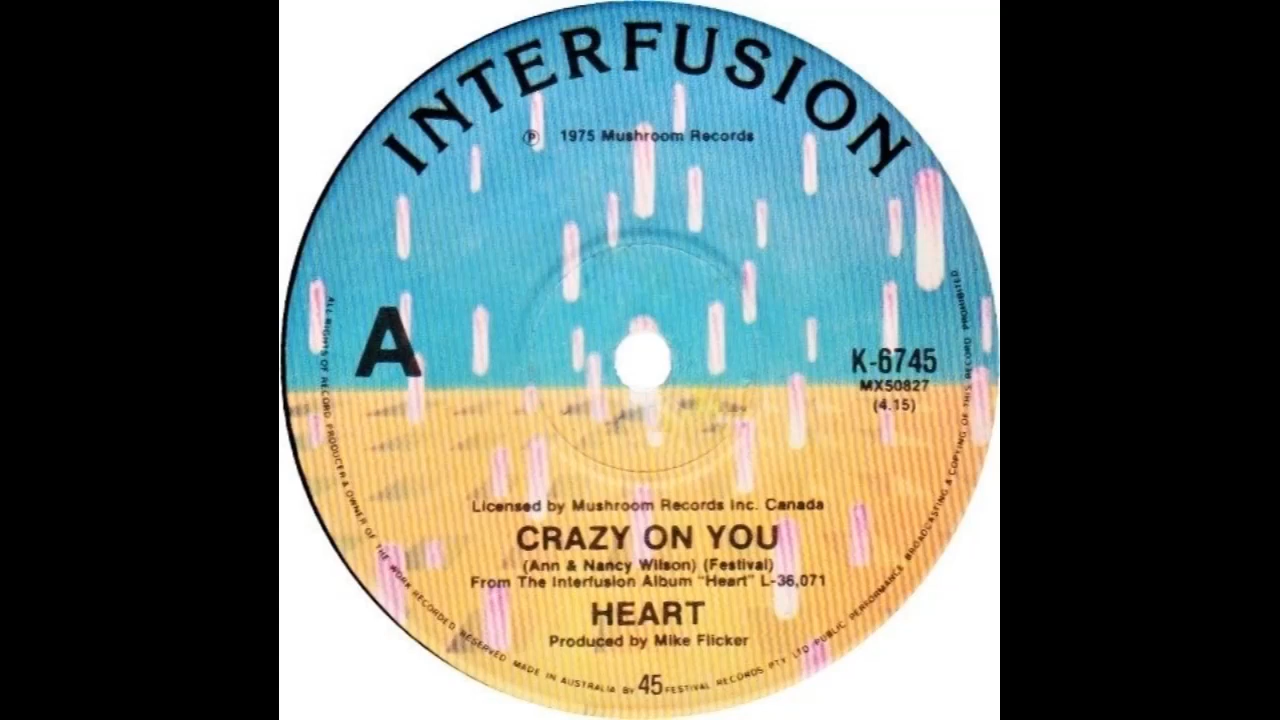 INTERFUSION
Ⓟ 1975 Mushroom Records
A
K-6745
MX50827
(4.15)
Licensed by Mushroom Records Inc. Canada
CRAZY ON YOU
(Ann & Nancy Wilson) (Festival)
From The Interfusion Album "Heart" L-36,071
HEART
Produced by Mike Flicker
ALL RIGHTS OF RECORD PRODUCER & OWNER OF THE WORK RECORDED RESERVED MADE IN AUSTRALIA BY 45 FESTIVAL RECORDS PTY LTD PUBLIC PERFORMANCE BROADCASTING & COPYING OF THIS RECORD PROHIBITED